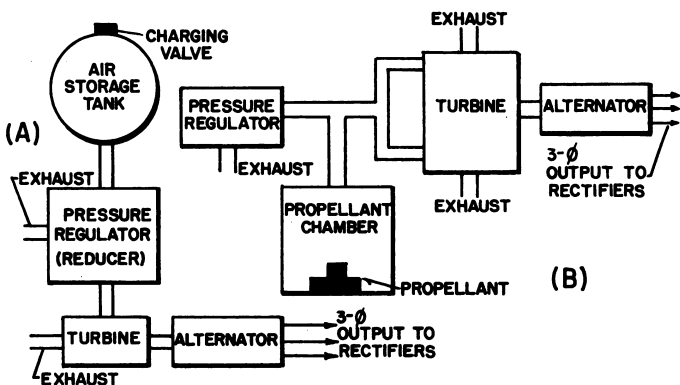 CHARGING
VALVE
AIR
STORAGE
TANK
(A)
EXHAUST
PRESSURE
REGULATOR
(REDUCER)
TURBINE
ALTERNATOR
3-Ø
OUTPUT TO
RECTIFIERS
EXHAUST
EXHAUST
PRESSURE
REGULATOR
EXHAUST
TURBINE
ALTERNATOR
3-Ø
OUTPUT TO
RECTIFIERS
EXHAUST
PROPELLANT
CHAMBER
PROPELLANT
(B)